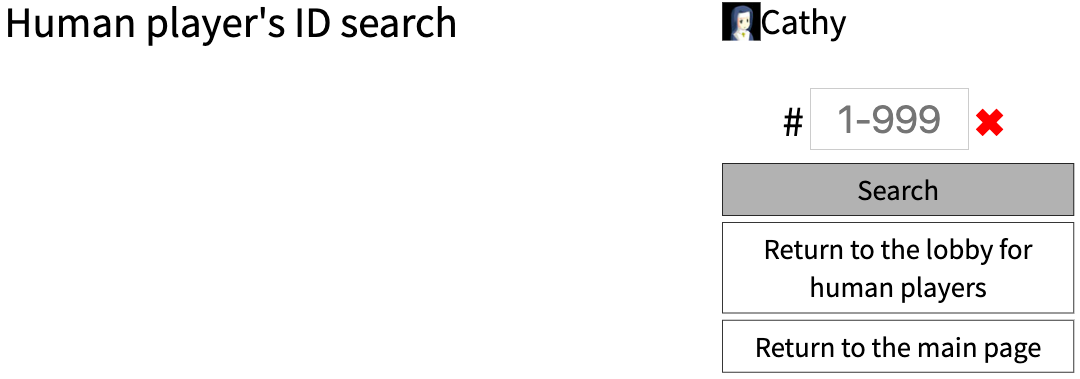 Human player's ID search
Cathy
# 1-999 ✖
Search
Return to the lobby for
human players
Return to the main page